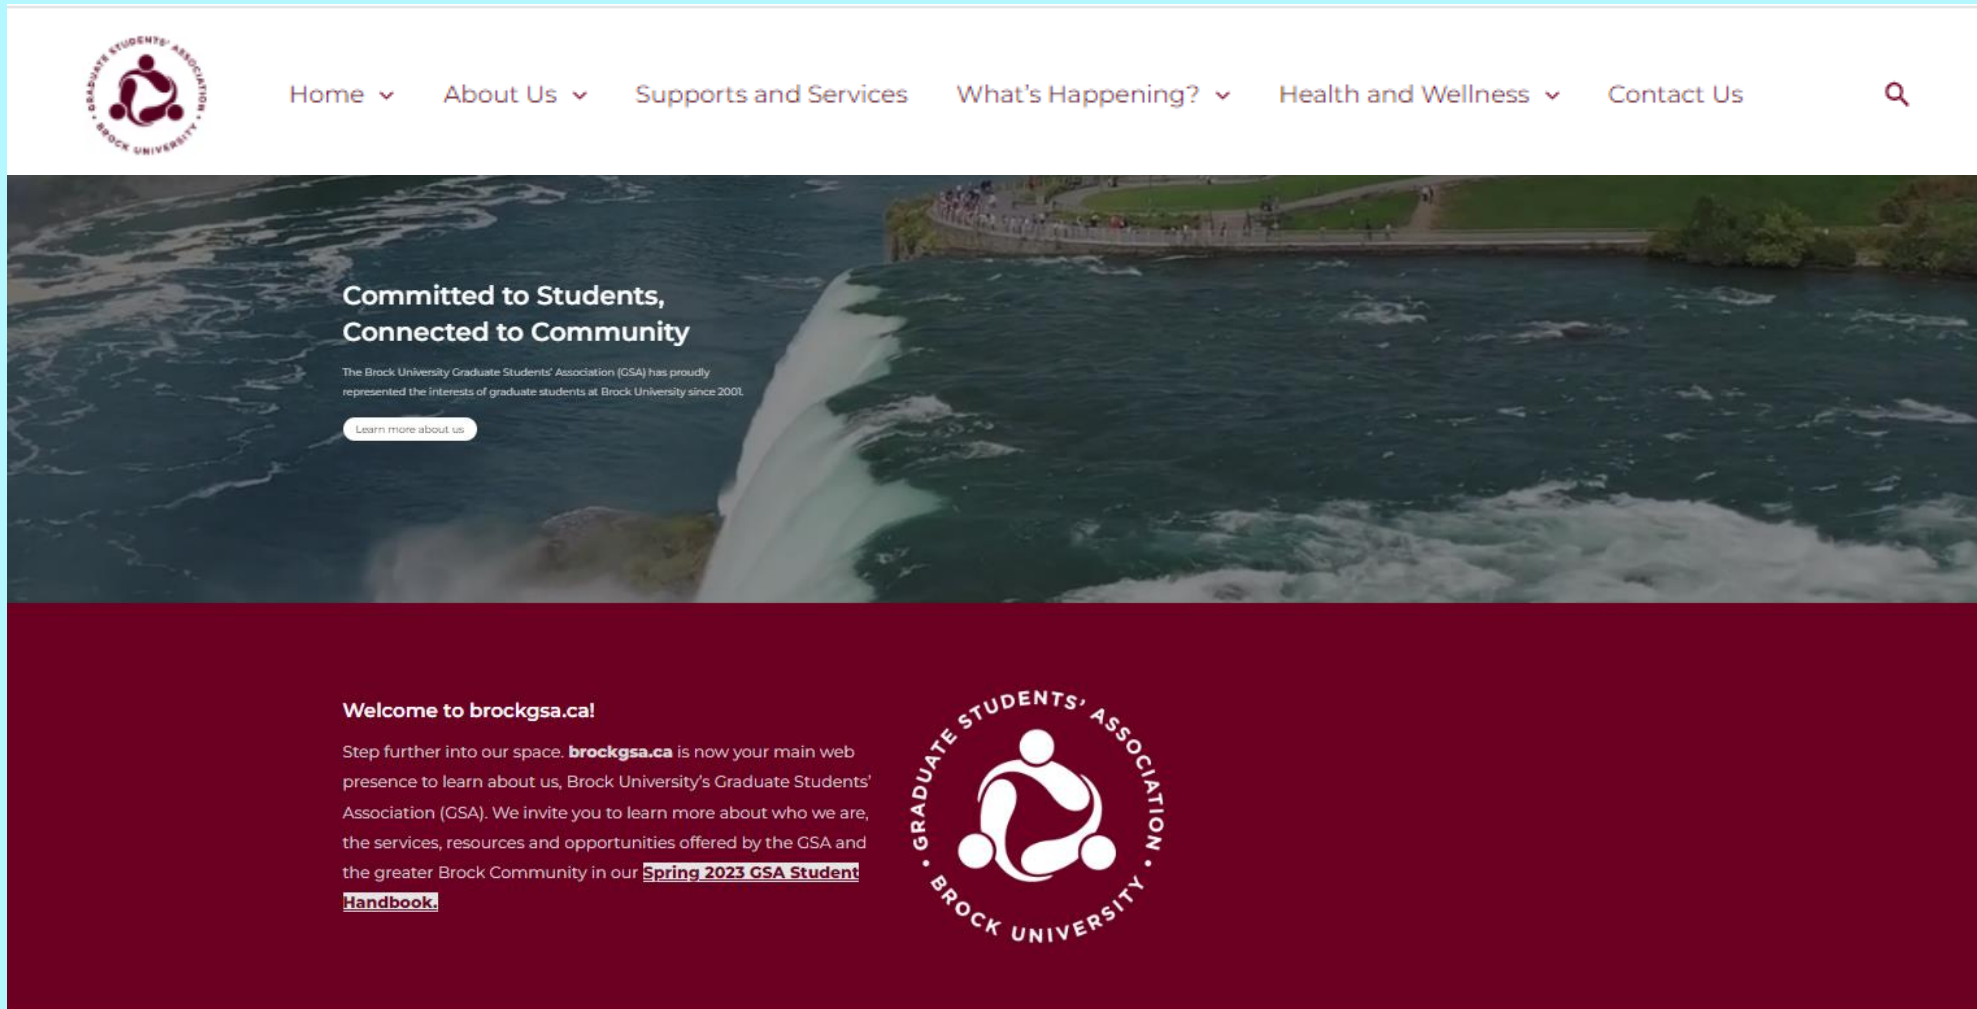 GRADUATE STUDENTS' ASSOCIATION • BROCK UNIVERSITY •
Home
About Us
Supports and Services
What's Happening?
Health and Wellness
Contact Us
Committed to Students,
Connected to Community
The Brock University Graduate Students' Association (GSA) has proudly
represented the interests of graduate students at Brock University since 2001.
Learn more about us
Welcome to brockgsa.ca!
Step further into our space. brockgsa.ca is now your main web
presence to learn about us, Brock University's Graduate Students'
Association (GSA). We invite you to learn more about who we are,
the services, resources and opportunities offered by the GSA and
the greater Brock Community in our Spring 2023 GSA Student
Handbook.
GRADUATE STUDENTS' ASSOCIATION • BROCK UNIVERSITY •